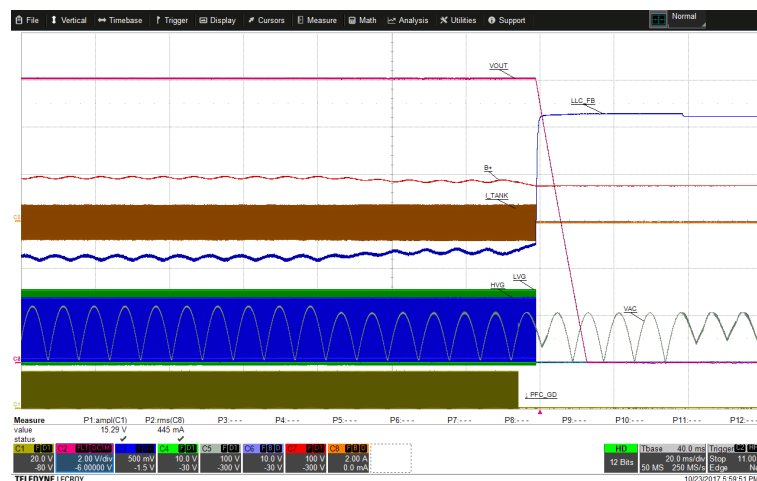 File Vertical Timebase Trigger Display Cursors Measure Math Analysis Utilities Support Normal
VOUT
LLC_FB
B+
I_TANK
LVG
HVG
VAC
PFC_GD
Measure P1:ampl(C1) P2:rms(C8) P3:- - - P4:- - - P5:- - - P6:- - - P7:- - - P8:- - - P9:- - - P10:- - - P11:- - - P12:- - -
value 15.29 V 445 mA
status
C1 C2 C4 C5 C6 C7 C8 HD Tbase 40.0 ms Trigger
20.0 V 2.00 V/div 500 mV 10.0 V 100 V 10.0 V 100 V 2.00 A 12 Bits 20.0 ms/div Stop 11.00
-80 V -6.00000 V -1.5 V -30 V -300 V -30 V -300 V 0.0 mA 50 MS 250 MS/s Edge
TELEDYNE LECROY 10/23/2017 5:59:51 PM